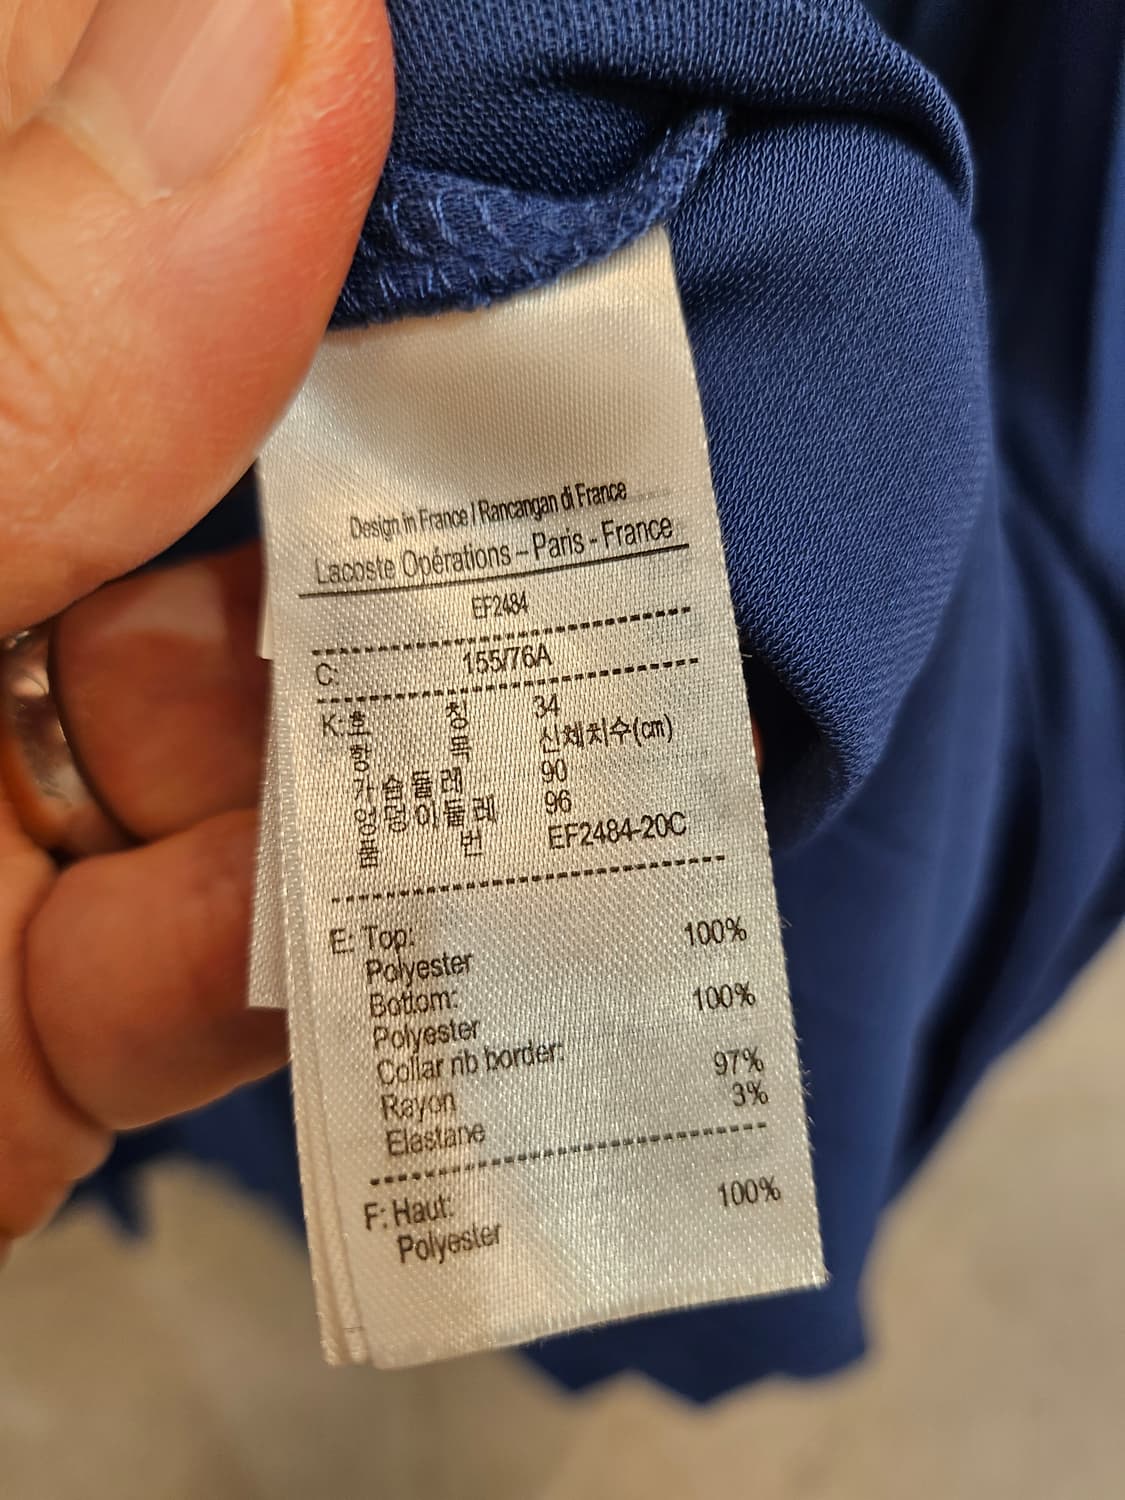 Design in France / Rancangan di France
Lacoste Opérations – Paris - France
EF2484
C: 155/76A
K: 호 칭 34
항 목 신체치수(cm)
가슴둘레 90
엉덩이둘레 96
품 번 EF2484-20C
E: Top:
Polyester 100%
Bottom:
Polyester 100%
Collar rib border:
Rayon 97%
Elastane 3%
F: Haut:
Polyester 100%